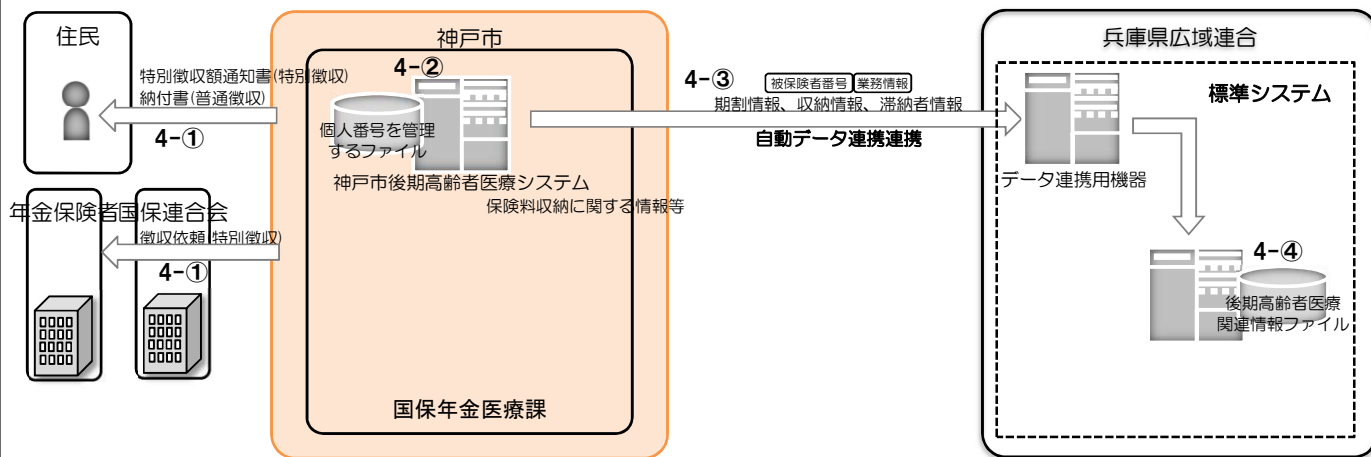 住民
特別徴収額通知書(特別徴収)
納付書(普通徴収)
4-①
年金保険者
国保連合会
徴収依頼(特別徴収)
4-①
神戸市
4-②
個人番号を管理
するファイル
神戸市後期高齢者医療システム
保険料収納に関する情報等
国保年金医療課
4-③
被保険者番号 業務情報
期割情報、収納情報、滞納者情報
自動データ連携連携
兵庫県広域連合
標準システム
データ連携用機器
4-④
後期高齢者医療
関連情報ファイル